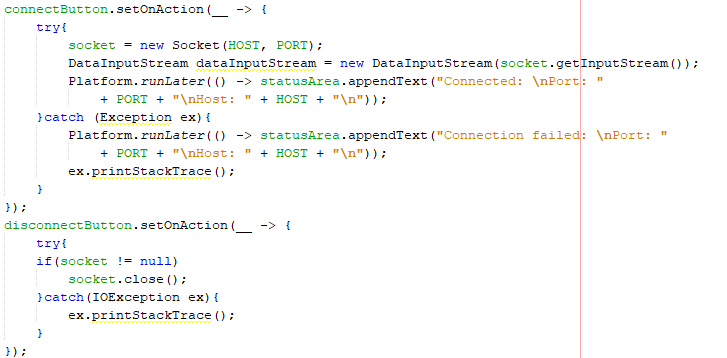 connectButton.setOnAction(__ -> {
    try{
        socket = new Socket(HOST, PORT);
        DataInputStream dataInputStream = new DataInputStream(socket.getInputStream());
        Platform.runLater(() -> statusArea.appendText("Connected: \nPort: "
            + PORT + "\nHost: " + HOST + "\n"));
    }catch (Exception ex){
        Platform.runLater(() -> statusArea.appendText("Connection failed: \nPort: "
            + PORT + "\nHost: " + HOST + "\n"));
        ex.printStackTrace();
    }
});
disconnectButton.setOnAction(__ -> {
    try{
    if(socket != null)
        socket.close();
    }catch(IOException ex){
        ex.printStackTrace();
    }
});